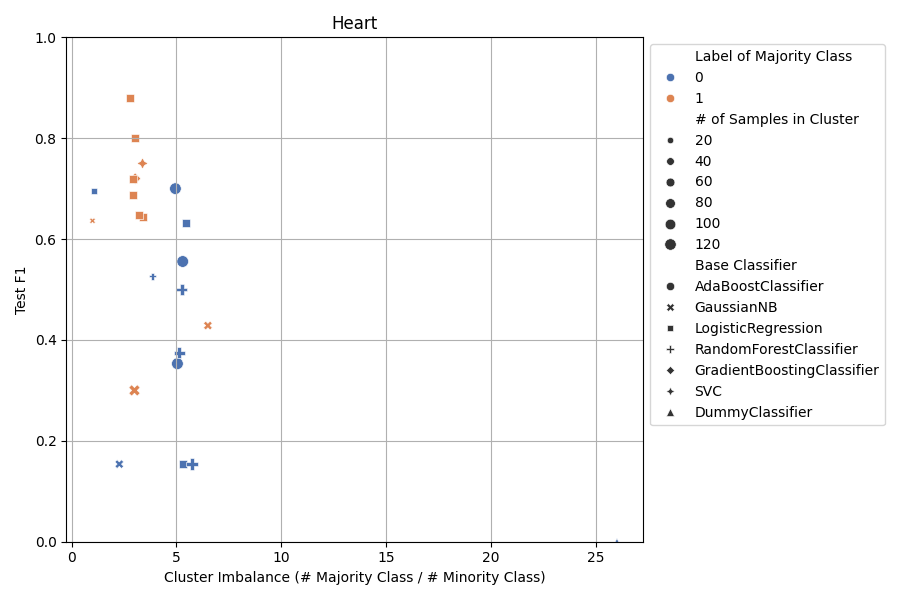 Heart
1.0
0.8
0.6
0.4
0.2
0.0
Test F1
0 5 10 15 20 25
Cluster Imbalance (# Majority Class / # Minority Class)
Label of Majority Class
0
1
# of Samples in Cluster
20
40
60
80
100
120
Base Classifier
AdaBoostClassifier
GaussianNB
LogisticRegression
RandomForestClassifier
GradientBoostingClassifier
SVC
DummyClassifier